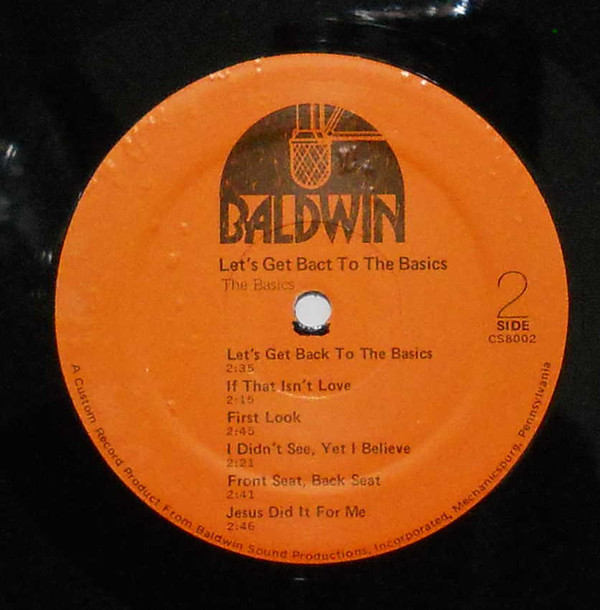 BALDWIN
Let's Get Bact To The Basics
The Basics
2
SIDE
CS8002
Let's Get Back To The Basics
2:35
If That Isn't Love
2:15
First Look
2:45
I Didn't See, Yet I Believe
2:21
Front Seat, Back Seat
2:41
Jesus Did It For Me
2:46
A Custom Record Product From Baldwin Sound Productions, Incorporated, Mechanicspurg, Pennsylvania